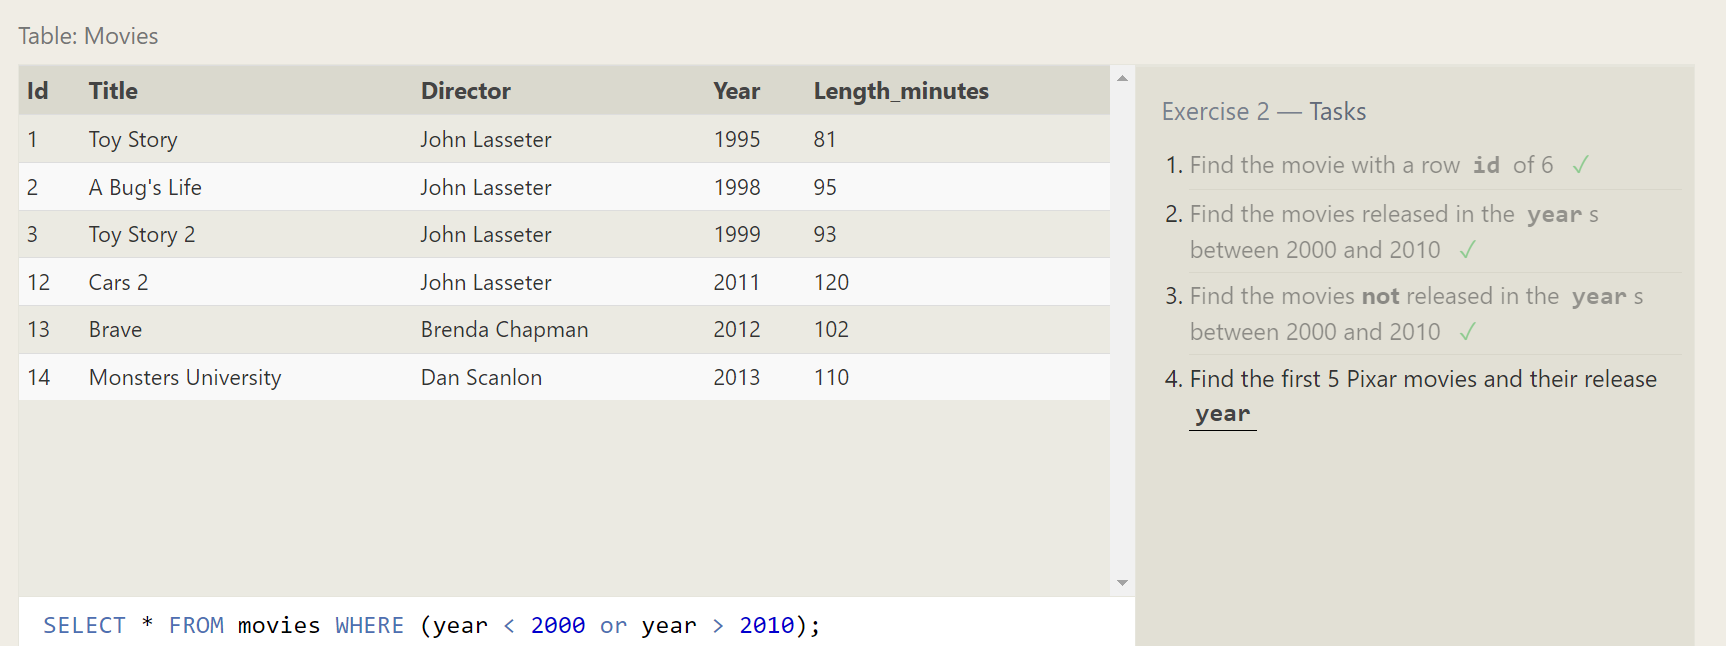 Table: Movies
Id Title Director Year Length_minutes
1 Toy Story John Lasseter 1995 81
2 A Bug's Life John Lasseter 1998 95
3 Toy Story 2 John Lasseter 1999 93
12 Cars 2 John Lasseter 2011 120
13 Brave Brenda Chapman 2012 102
14 Monsters University Dan Scanlon 2013 110
SELECT * FROM movies WHERE (year < 2000 or year > 2010);
Exercise 2 — Tasks
1. Find the movie with a row id of 6 ✓
2. Find the movies released in the year s
between 2000 and 2010 ✓
3. Find the movies not released in the year s
between 2000 and 2010 ✓
4. Find the first 5 Pixar movies and their release
year